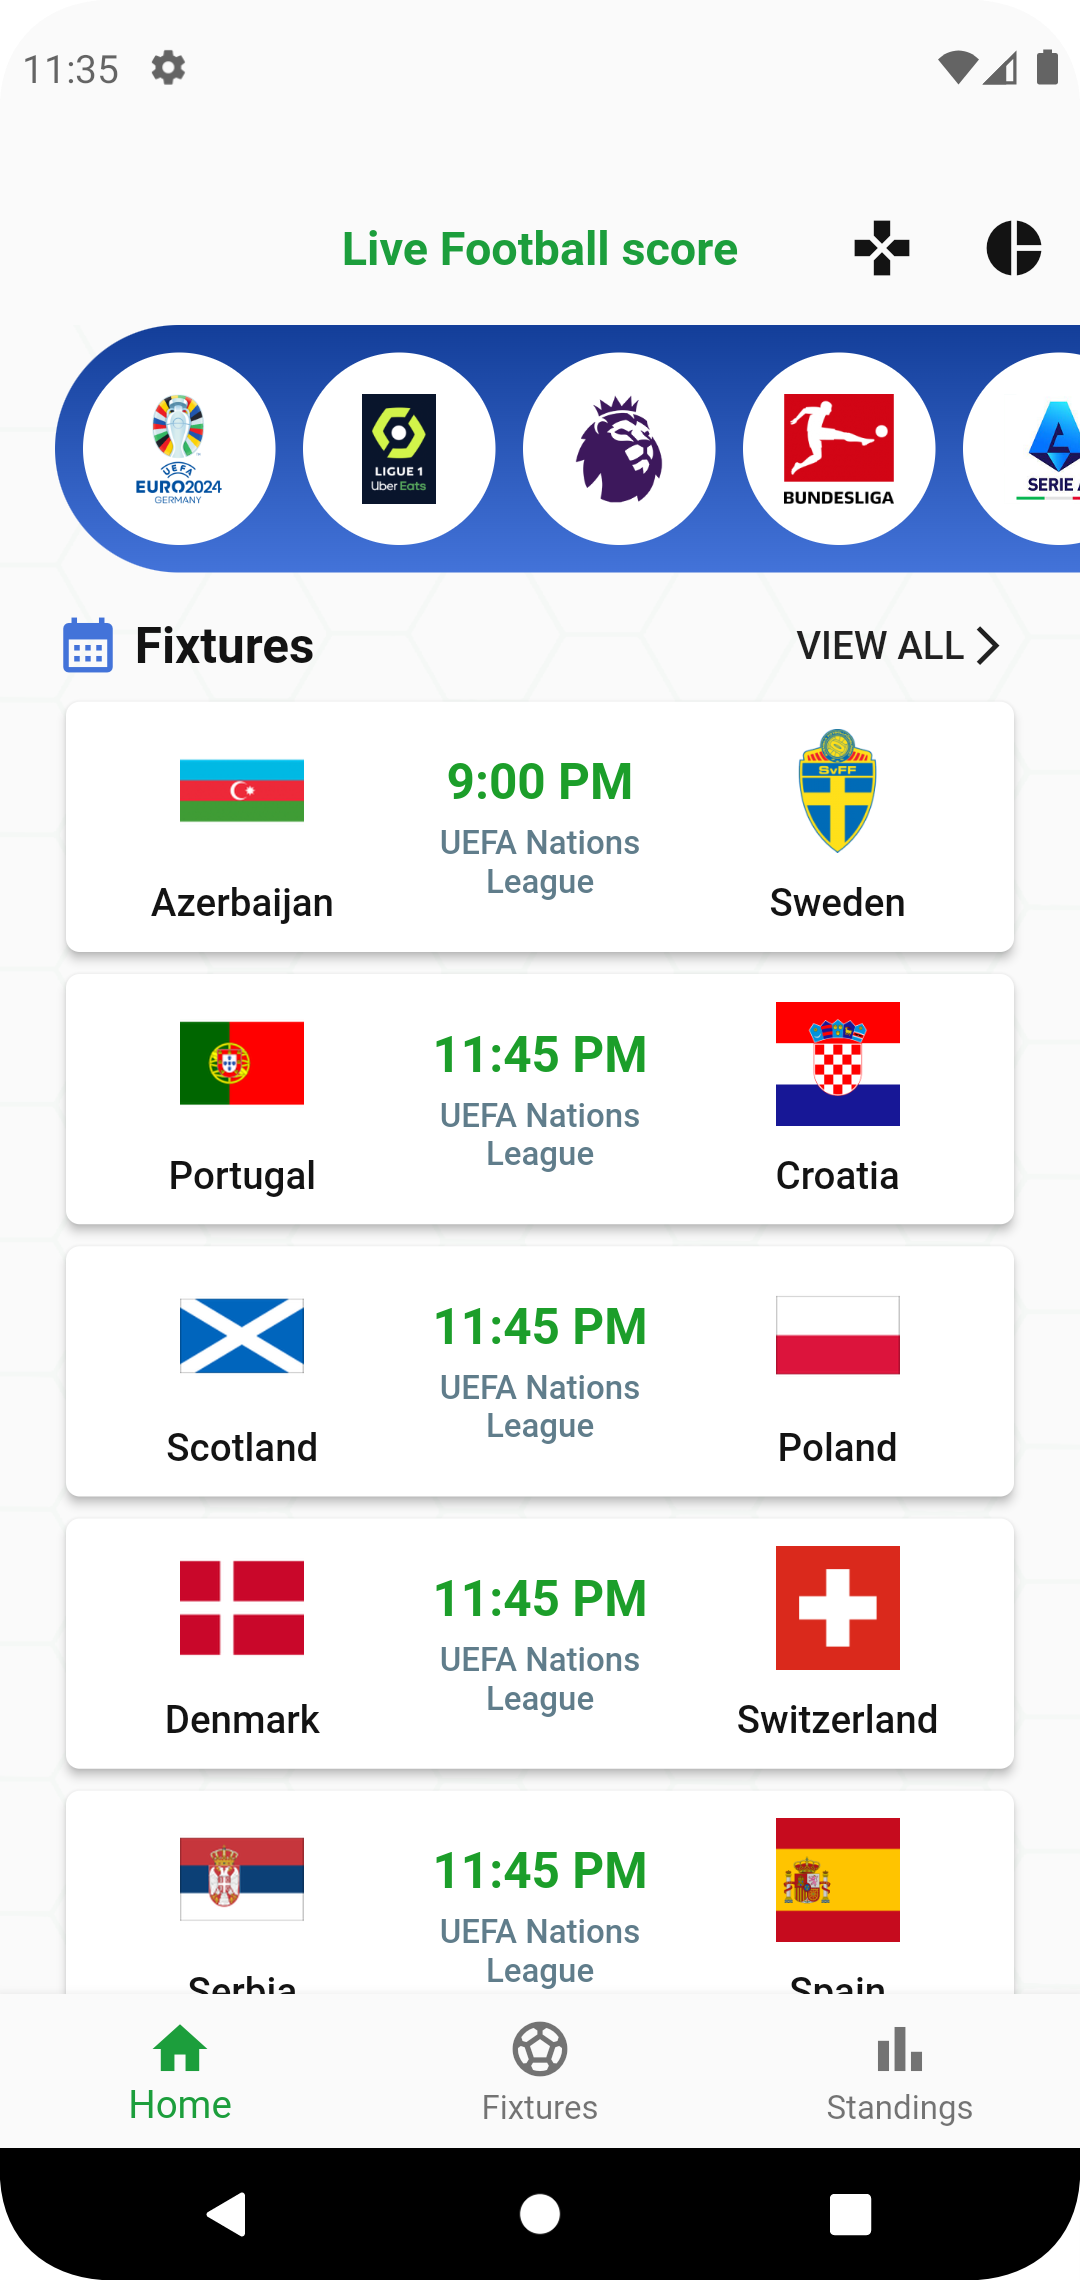 11:35
Live Football score
UEFA
EURO2024
GERMANY
LIGUE 1
Uber Eats
BUNDESLIGA
SERIE A
Fixtures
VIEW ALL
9:00 PM
SvFF
UEFA Nations
League
Azerbaijan
Sweden
11:45 PM
UEFA Nations
League
Portugal
Croatia
11:45 PM
UEFA Nations
League
Scotland
Poland
11:45 PM
UEFA Nations
League
Denmark
Switzerland
11:45 PM
UEFA Nations
League
Serbia
Spain
Home
Fixtures
Standings